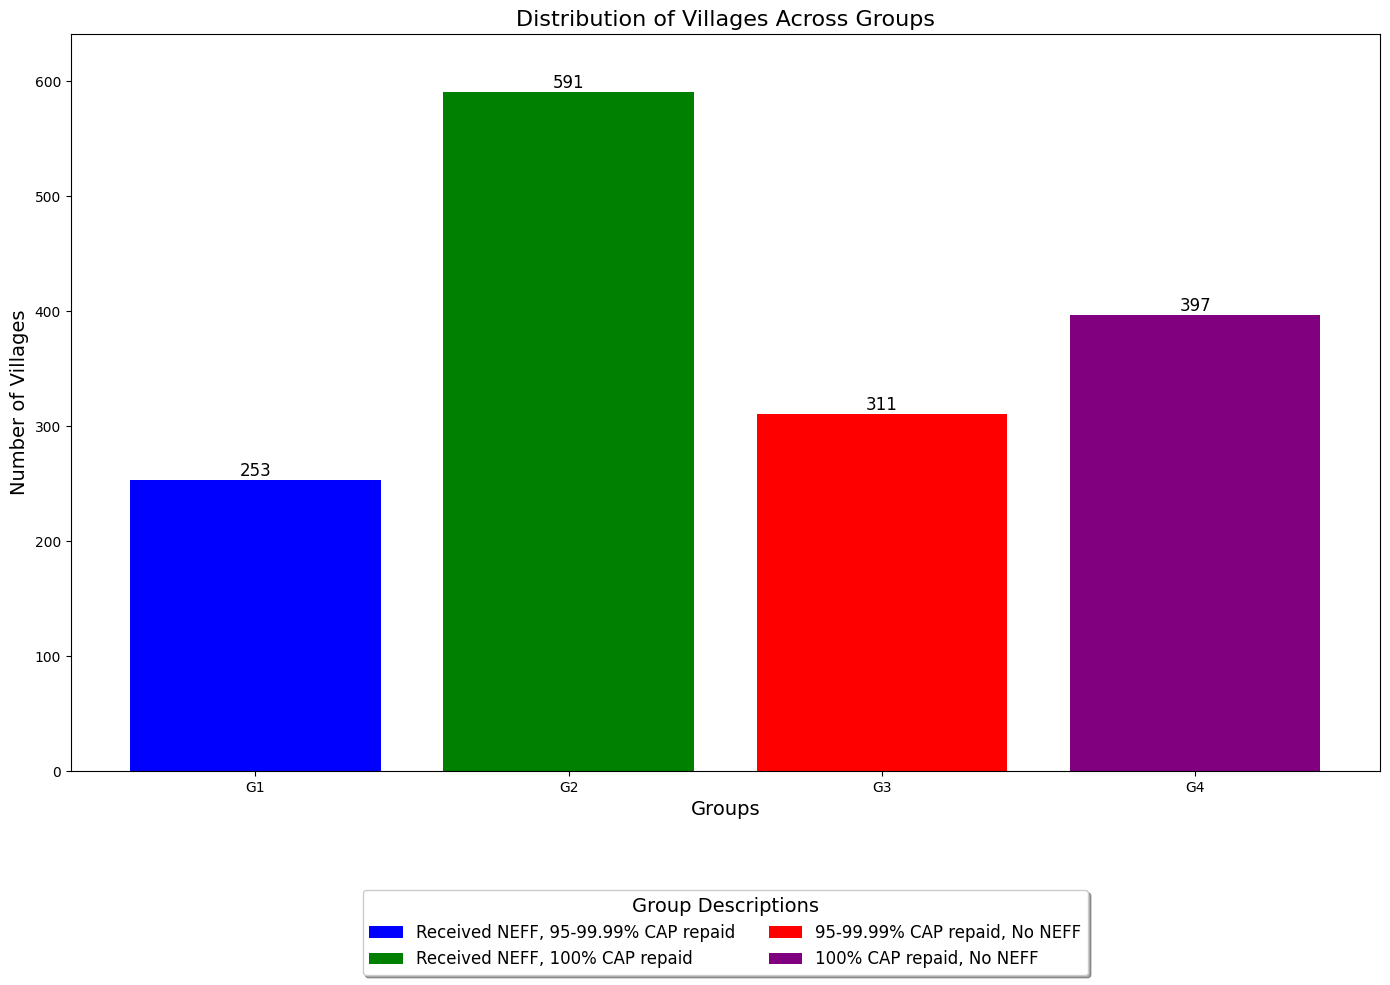 Distribution of Villages Across Groups
Number of Villages
600
500
400
300
200
100
0
253
591
311
397
G1 G2 G3 G4
Groups
Group Descriptions
Received NEFF, 95-99.99% CAP repaid
Received NEFF, 100% CAP repaid
95-99.99% CAP repaid, No NEFF
100% CAP repaid, No NEFF